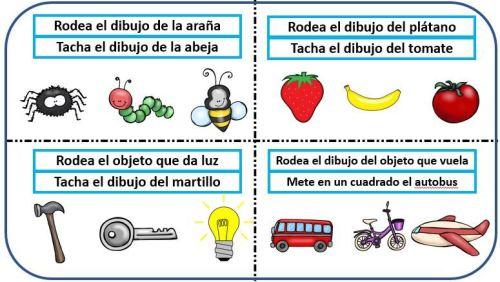 Rodea el dibujo de la araña
Tacha el dibujo de la abeja
Rodea el dibujo del plátano
Tacha el dibujo del tomate
Rodea el objeto que da luz
Tacha el dibujo del martillo
Rodea el dibujo del objeto que vuela
Mete en un cuadrado el autobus